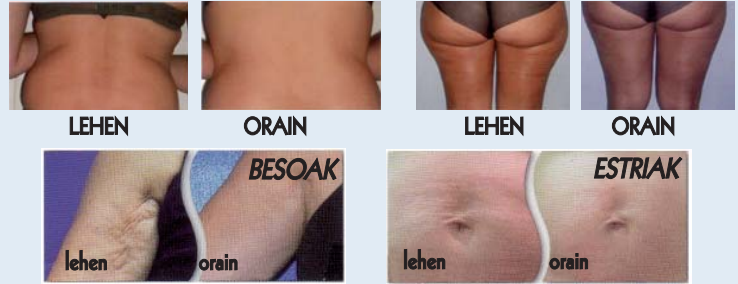 LEHEN ORAIN LEHEN ORAIN
BESOAK
lehen orain
ESTRIAK
lehen orain